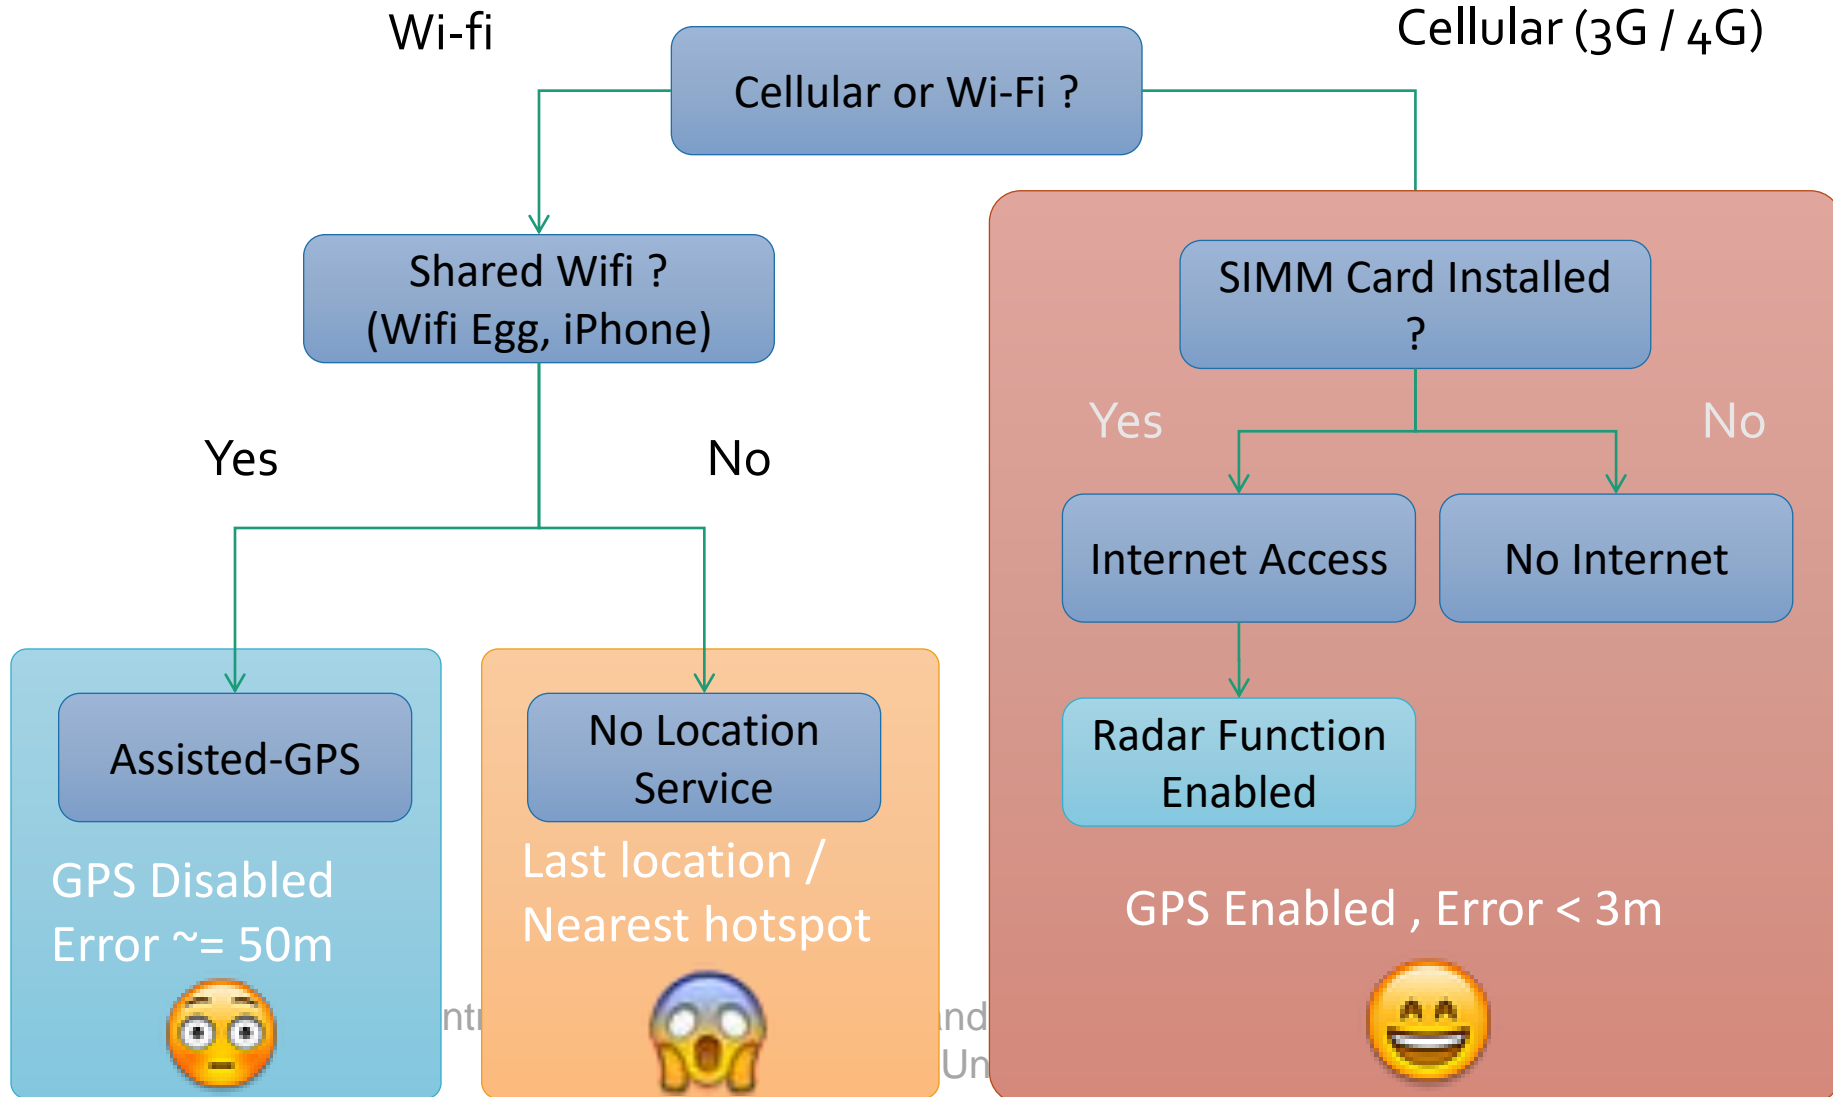 Wi-fi
Cellular (3G / 4G)
Cellular or Wi-Fi ?
Shared Wifi ?
(Wifi Egg, iPhone)
SIMM Card Installed
?
Yes
No
Yes
No
Internet Access
No Internet
Assisted-GPS
No Location
Service
Radar Function
Enabled
GPS Disabled
Error ~= 50m
Last location /
Nearest hotspot
GPS Enabled , Error < 3m